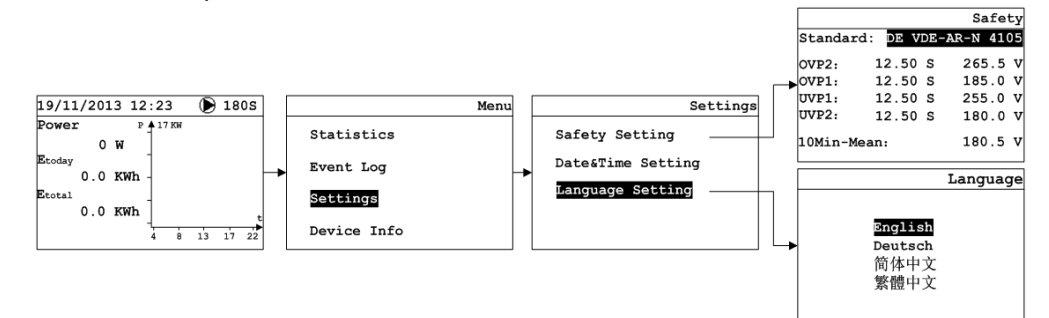 19/11/2013 12:23 180S
Power P 17 KW
0 W
Etoday
0.0 KWh
Etotal
0.0 KWh
t
4 8 13 17 22
Menu
Statistics
Event Log
Settings
Device Info
Settings
Safety Setting
Date&Time Setting
Language Setting
Safety
Standard: DE VDE-AR-N 4105
OVP2: 12.50 S 265.5 V
OVP1: 12.50 S 185.0 V
UVP1: 12.50 S 255.0 V
UVP2: 12.50 S 180.0 V
10Min-Mean: 180.5 V
Language
English
Deutsch
简体中文
繁體中文